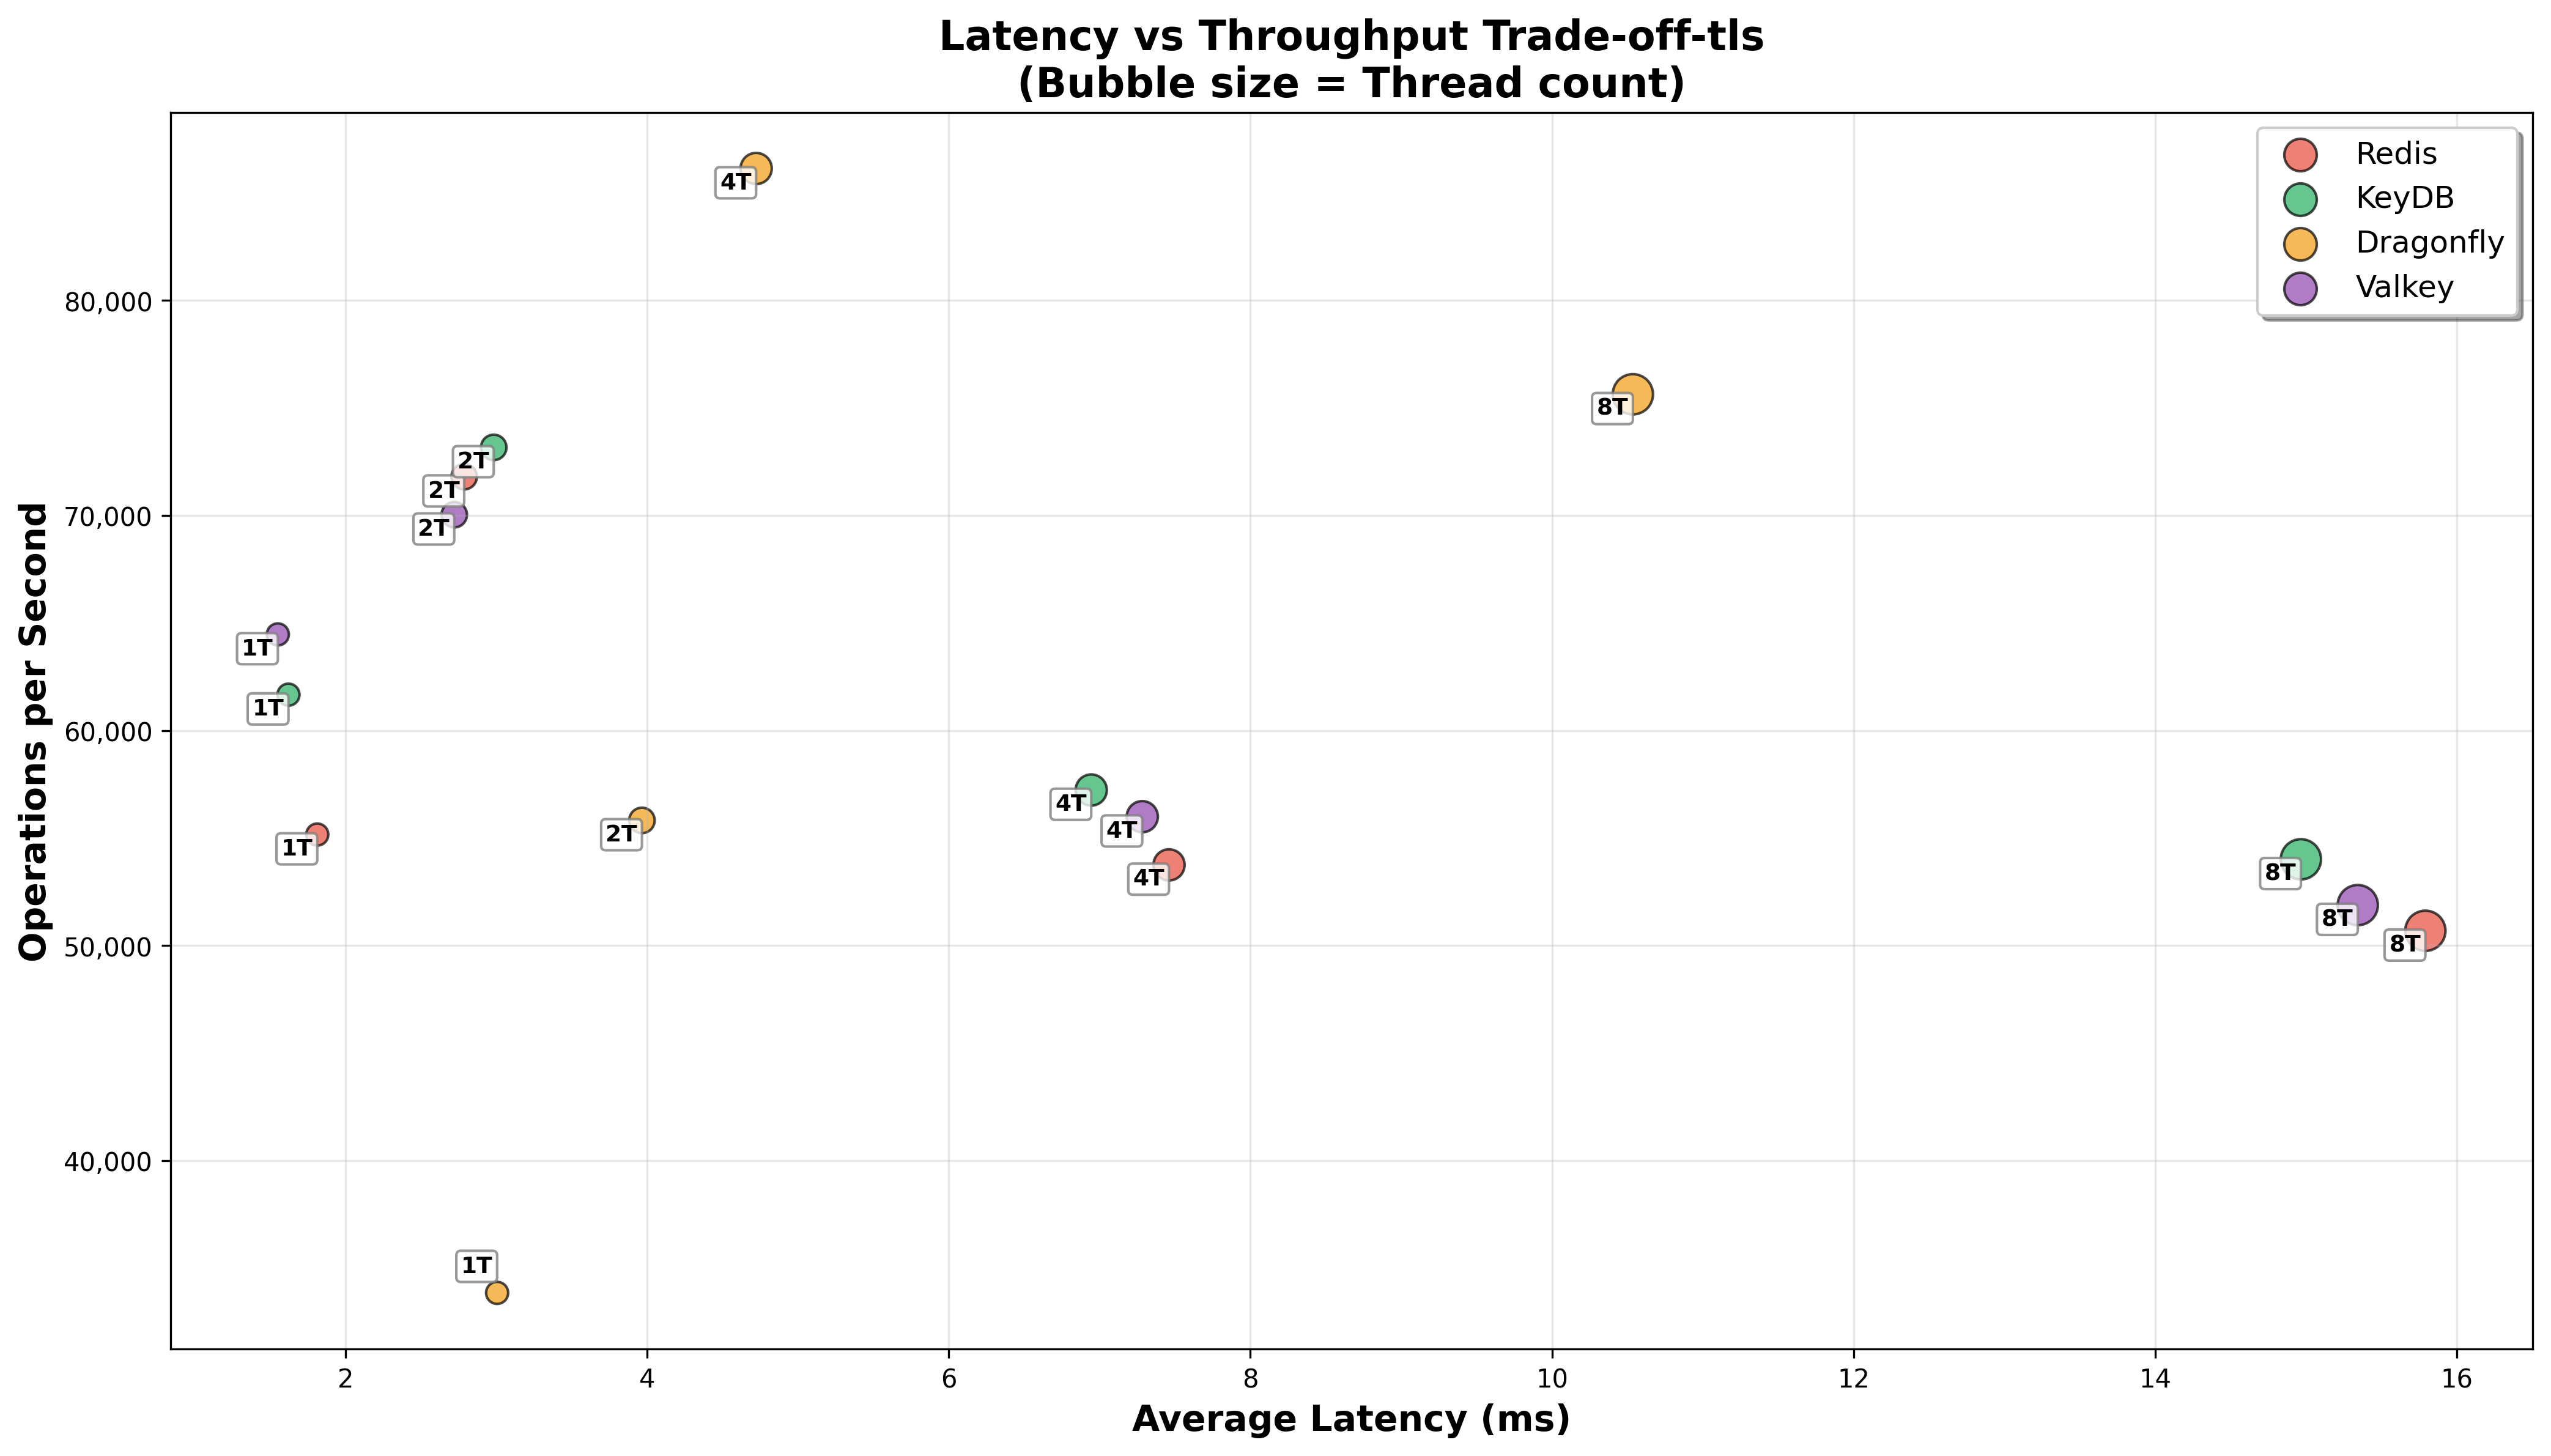 Latency vs Throughput Trade-off-tls
(Bubble size = Thread count)
Redis
KeyDB
Dragonfly
Valkey
Operations per Second
80,000
70,000
60,000
50,000
40,000
4T
8T
2T
2T
2T
1T
1T
1T
2T
4T
4T
4T
8T
8T
8T
1T
2
4
6
8
10
12
14
16
Average Latency (ms)